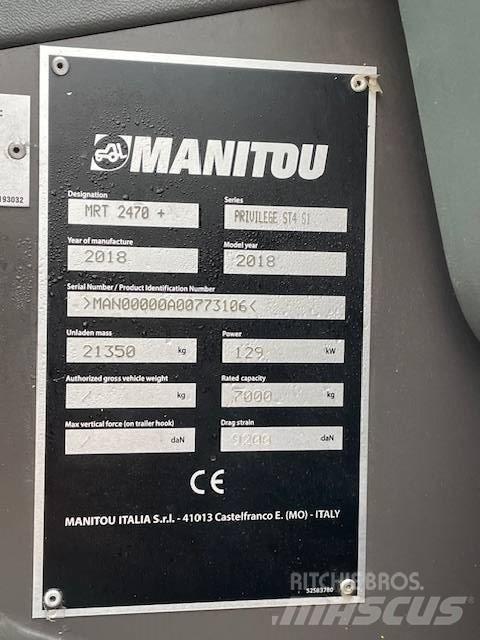 193032
MANITOU
Designation Series
MRT 2470 + PRIVILEGE ST4 S1
Year of manufacture Model year
2018 2018
Serial Number / Product Identification Number
>MAN00000A00773106<
Unladen mass Power
21350 kg 129 kW
Authorized gross vehicle weight Rated capacity
/ kg 7000 kg
Max vertical force (on trailer hook) Drag strain
/ daN daN
CE
MANITOU ITALIA S.r.l. - 41013 Castelfranco E. (MO) - ITALY
52583780
RITCHIE BROS.
MASCUS